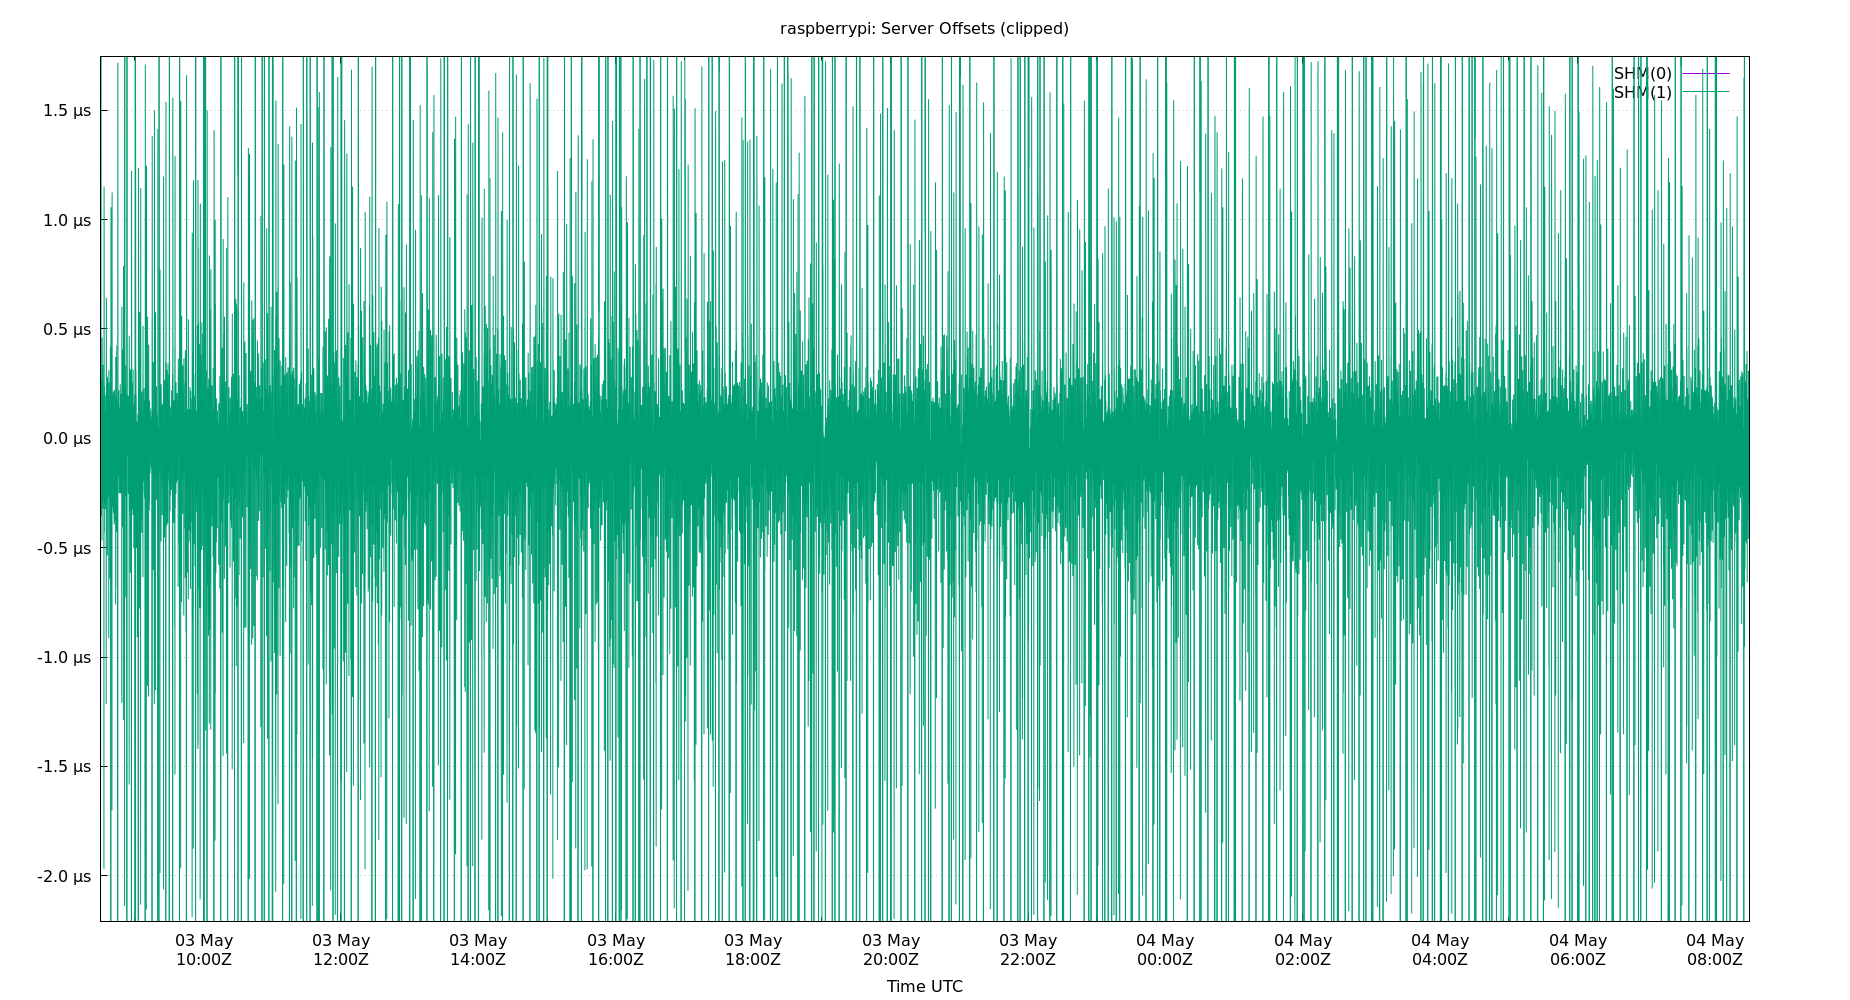 raspberrypi: Server Offsets (clipped)
SHM(0)
SHM(1)
1.5 µs
1.0 µs
0.5 µs
0.0 µs
-0.5 µs
-1.0 µs
-1.5 µs
-2.0 µs
03 May 03 May 03 May 03 May 03 May 03 May 03 May 04 May 04 May 04 May 04 May 04 May
10:00Z 12:00Z 14:00Z 16:00Z 18:00Z 20:00Z 22:00Z 00:00Z 02:00Z 04:00Z 06:00Z 08:00Z
Time UTC